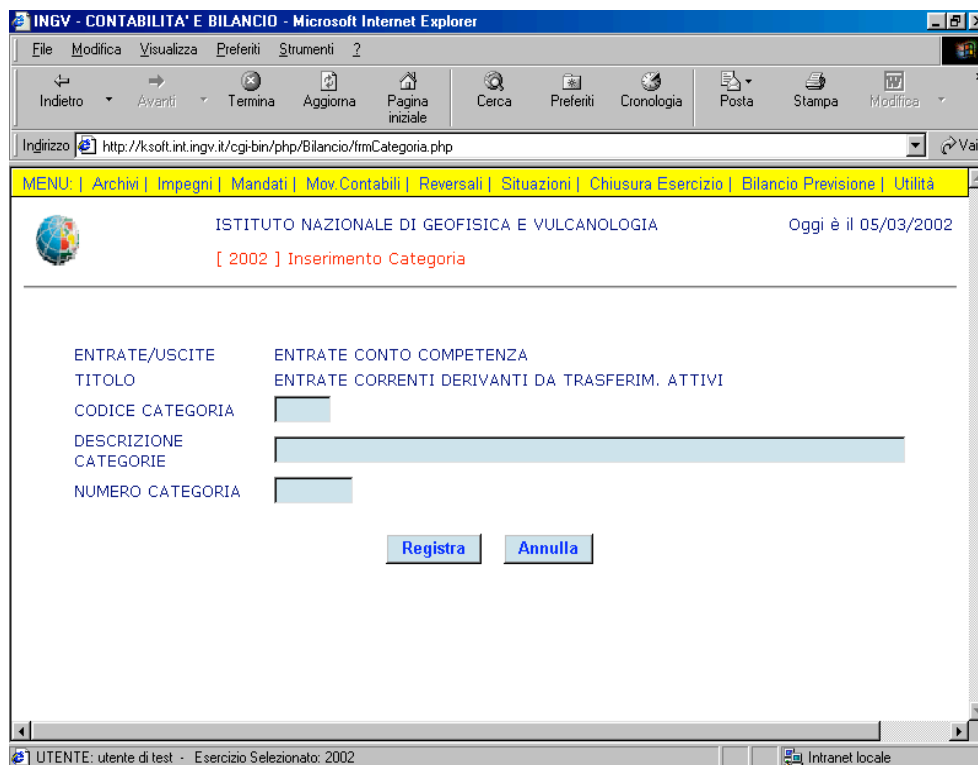 INGV - CONTABILITA' E BILANCIO - Microsoft Internet Explorer
File Modifica Visualizza Preferiti Strumenti ?
Indietro Avanti Termina Aggiorna Pagina iniziale Cerca Preferiti Cronologia Posta Stampa Modifica
Indirizzo http://ksoft.int.ingv.it/cgi-bin/php/Bilancio/frmCategoria.php Vai
MENU: | Archivi | Impegni | Mandati | Mov.Contabili | Reversali | Situazioni | Chiusura Esercizio | Bilancio Previsione | Utilità
ISTITUTO NAZIONALE DI GEOFISICA E VULCANOLOGIA Oggi è il 05/03/2002
[ 2002 ] Inserimento Categoria
ENTRATE/USCITE ENTRATE CONTO COMPETENZA
TITOLO ENTRATE CORRENTI DERIVANTI DA TRASFERIM. ATTIVI
CODICE CATEGORIA
DESCRIZIONE
CATEGORIE
NUMERO CATEGORIA
Registra Annulla
UTENTE: utente di test - Esercizio Selezionato: 2002 Intranet locale